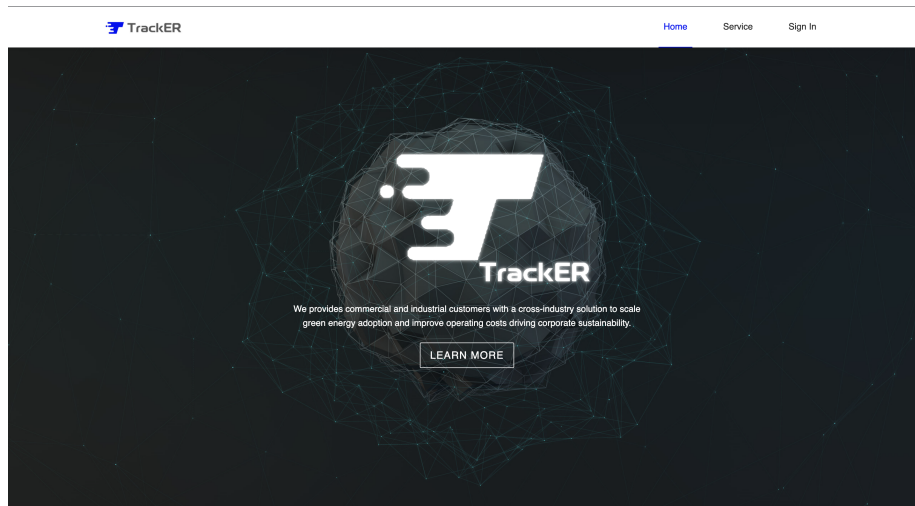 TrackER
Home
Service
Sign In
TrackER
We provides commercial and industrial customers with a cross-industry solution to scale
green energy adoption and improve operating costs driving corporate sustainability.
LEARN MORE